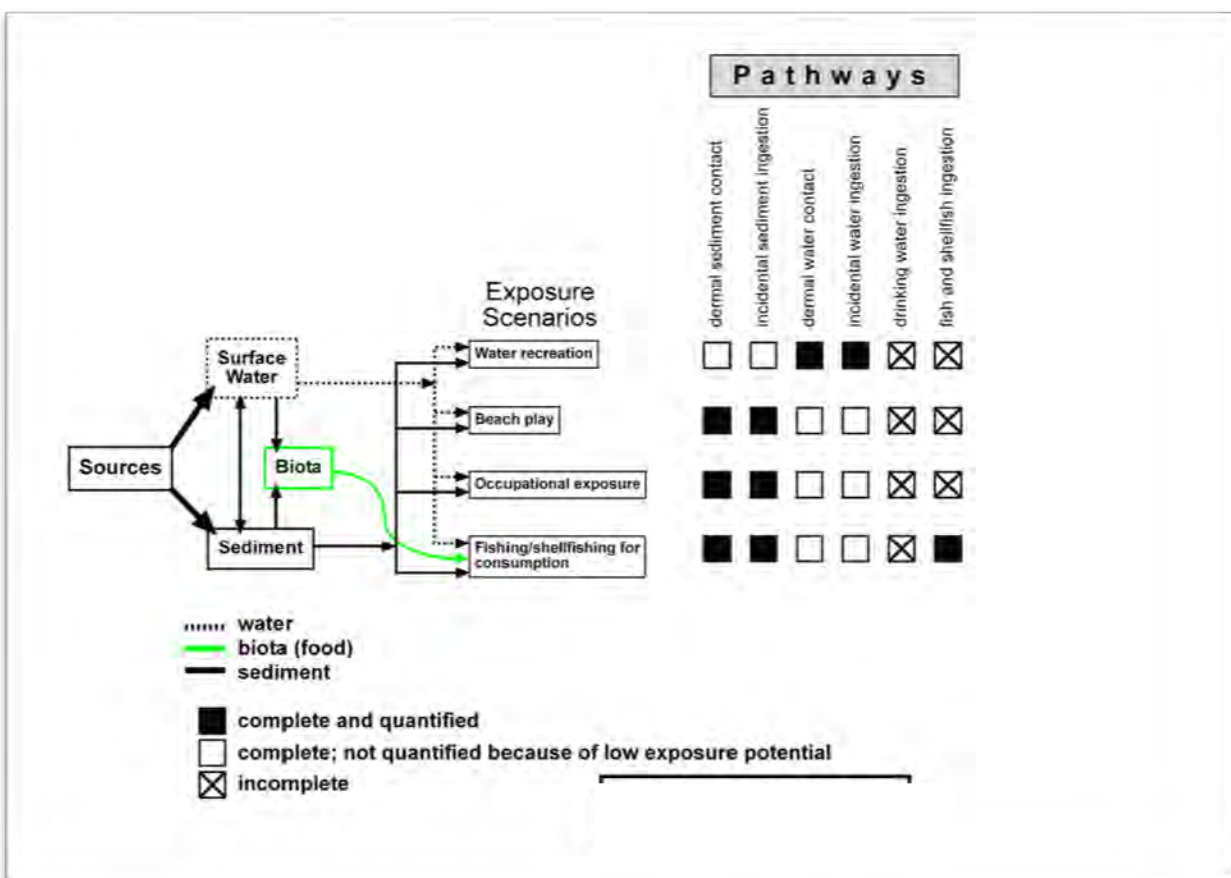 Pathways
dermal sediment contact
incidental sediment ingestion
dermal water contact
incidental water ingestion
drinking water ingestion
fish and shellfish ingestion
Exposure
Scenarios
Surface
Water
Water recreation
Beach play
Sources
Biota
Occupational exposure
Sediment
Fishing/shellfishing for
consumption
water
biota (food)
sediment
complete and quantified
complete; not quantified because of low exposure potential
incomplete